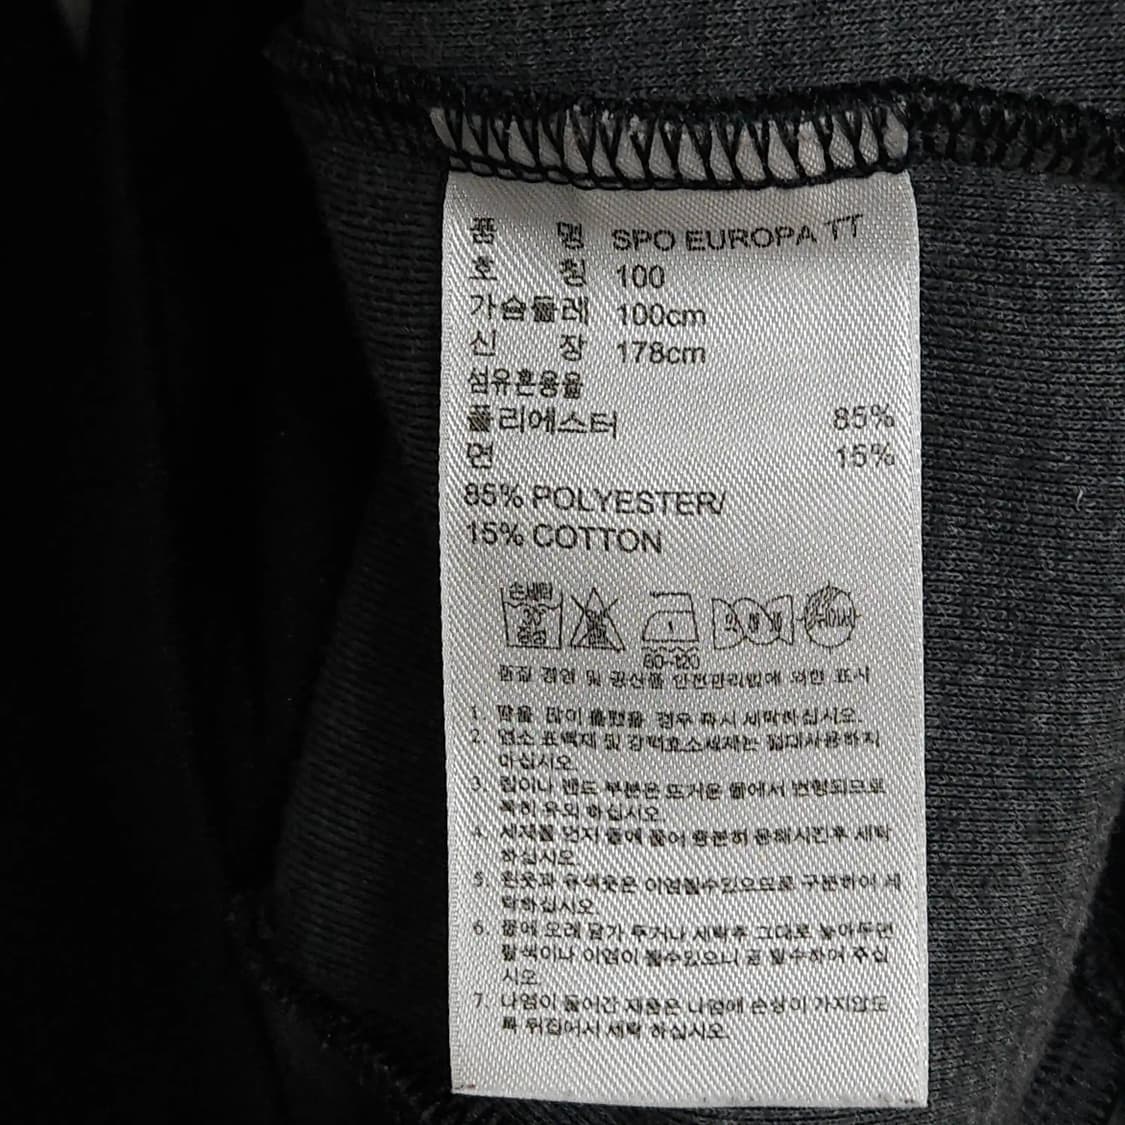 품 명 SPO EUROPA TT
호 칭 100
가슴둘레 100cm
신 장 178cm
섬유혼용율
폴리에스터 85%
면 15%
85% POLYESTER/
15% COTTON
손세탁
80-120
품질 경영 및 공산품 안전관리법에 의한 표시
1. 땀을 많이 흘렸을 경우 즉시 세탁하십시오.
2. 염소 표백제 및 강력효소세제는 절대사용하지
마십시오.
3. 립이나 밴드 부분은 뜨거운 물에서 변형되므로
특히 유의 하십시오.
4. 세제를 먼저 물에 풀어 충분히 용해시킨후 세탁
하십시오.
5. 흰옷과 유색옷은 이염될수있으므로 구분하여 세
탁하십시오.
6. 물에 오래 담가 두거나 세탁후 그대로 놓아두면
탈색이나 이염이 될수있으니 곧 탈수하여 주십
시오.
7. 나염이 들어간 제품은 나염에 손상이 가지않도
록 뒤집어서 세탁 하십시오.